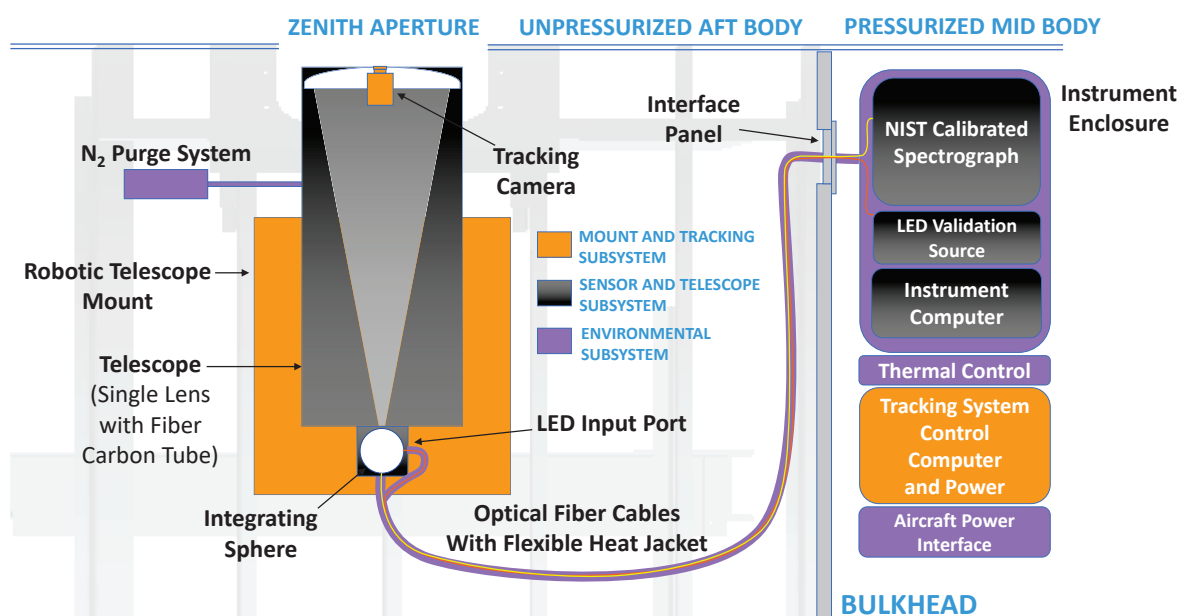 ZENITH APERTURE
UNPRESSURIZED AFT BODY
PRESSURIZED MID BODY
N₂ Purge System
Tracking
Camera
Interface
Panel
Instrument
Enclosure
NIST Calibrated
Spectrograph
LED Validation
Source
Instrument
Computer
MOUNT AND TRACKING
SUBSYSTEM
SENSOR AND TELESCOPE
SUBSYSTEM
ENVIRONMENTAL
SUBSYSTEM
Robotic Telescope
Mount
Telescope
(Single Lens
with Fiber
Carbon Tube)
LED Input Port
Integrating
Sphere
Optical Fiber Cables
With Flexible Heat Jacket
Thermal Control
Tracking System
Control
Computer
and Power
Aircraft Power
Interface
BULKHEAD